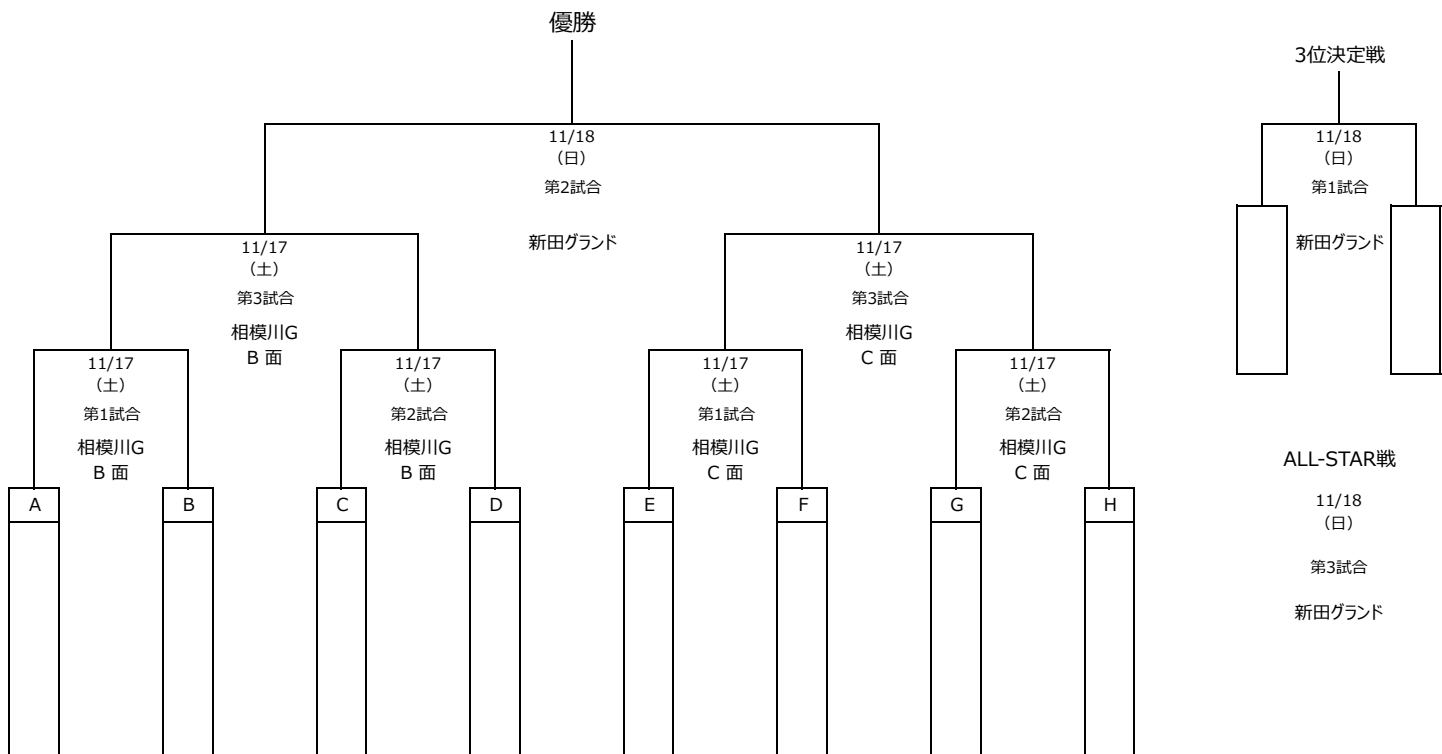 優勝
3位決定戦
11/18
（日）
第2試合
新田グランド
11/18
（日）
第1試合
新田グランド
11/17
（土）
第3試合
相模川G
B 面
11/17
（土）
第3試合
相模川G
C 面
11/17
（土）
第1試合
相模川G
B 面
11/17
（土）
第2試合
相模川G
B 面
11/17
（土）
第1試合
相模川G
C 面
11/17
（土）
第2試合
相模川G
C 面
A
B
C
D
E
F
G
H
ALL-STAR戦
11/18
（日）
第3試合
新田グランド